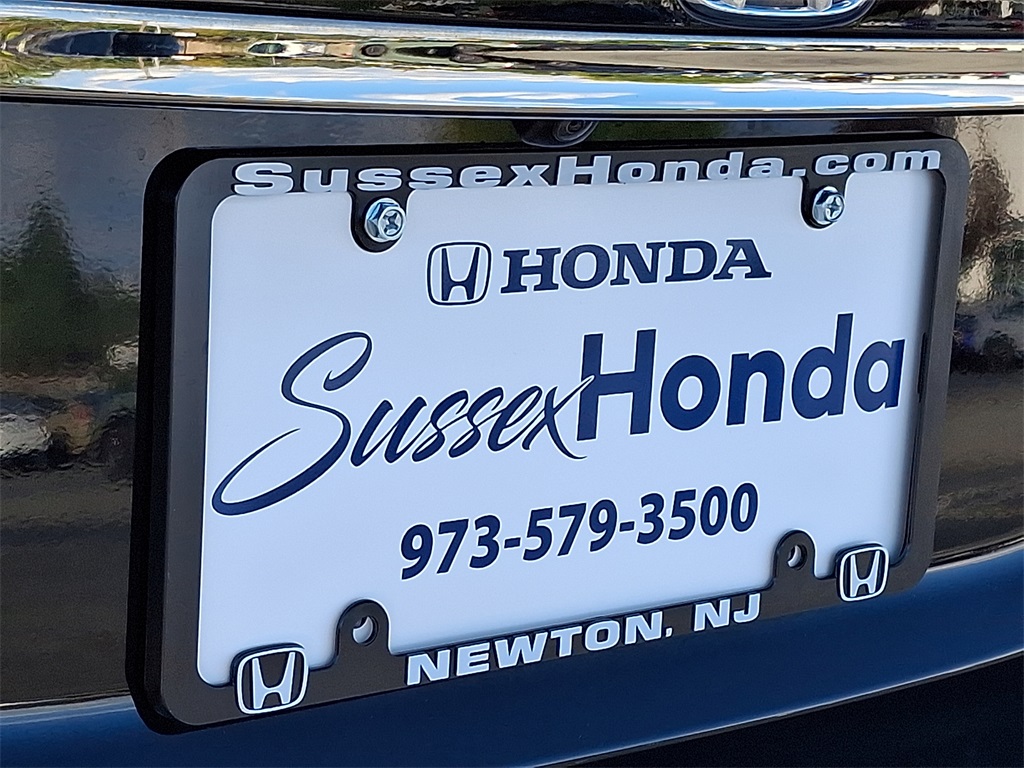 SussexHonda.com
HONDA
SussexHonda
973-579-3500
NEWTON, NJ